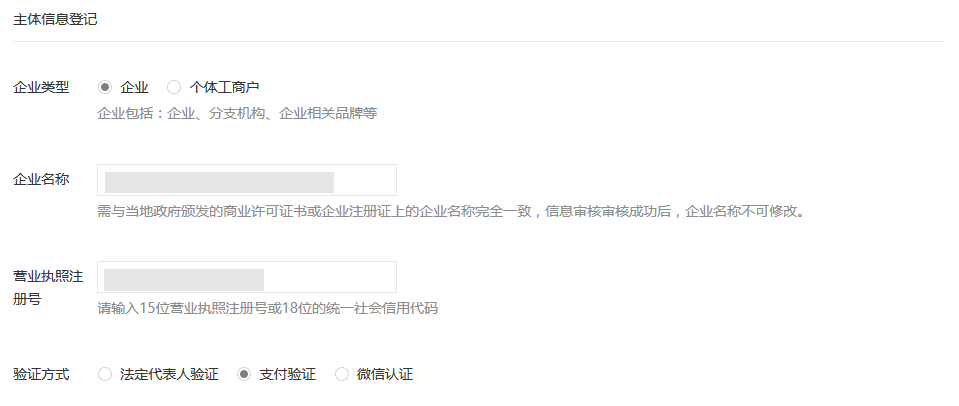 主体信息登记
企业类型 企业 个体工商户
企业包括：企业、分支机构、企业相关品牌等
企业名称
需与当地政府颁发的商业许可证书或企业注册证上的企业名称完全一致，信息审核审核成功后，企业名称不可修改。
营业执照注
册号
请输入15位营业执照注册号或18位的统一社会信用代码
验证方式 法定代表人验证 支付验证 微信认证